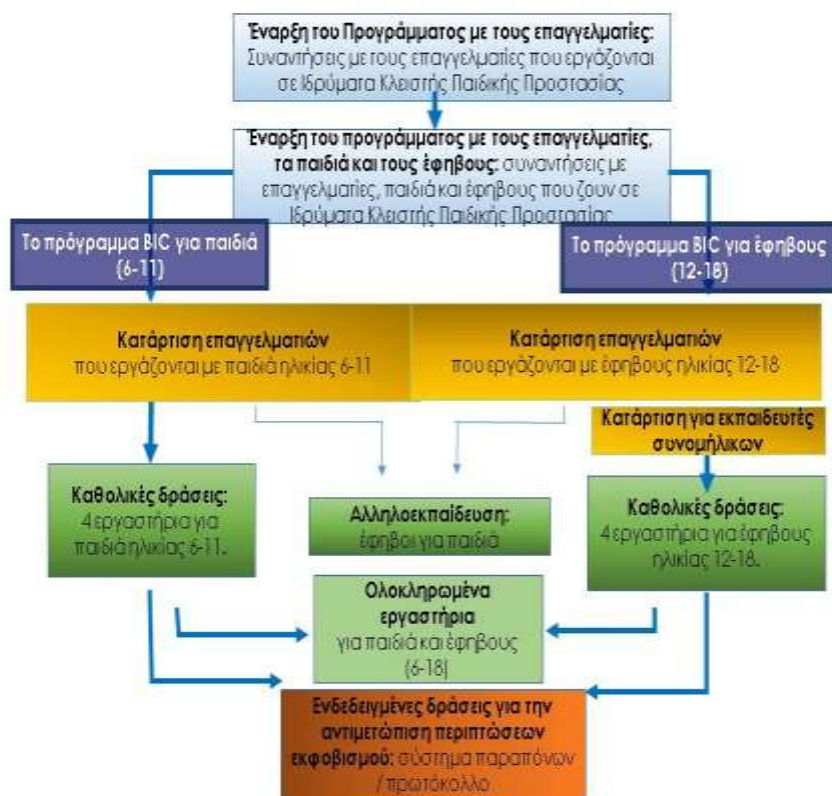 Έναρξη του Προγράμματος με τους επαγγελματίες:
Συναντήσεις με τους επαγγελματίες που εργάζονται
σε Ιδρύματα Κλειστής Παιδικής Προστασίας
Έναρξη του προγράμματος με τους επαγγελματίες,
τα παιδιά και τους έφηβους: συναντήσεις με
επαγγελματίες, παιδιά και έφηβους που ζουν σε
Ιδρύματα Κλειστής Παιδικής Προστασίας
Το πρόγραμμα BIC για παιδιά
(6-11)
Το πρόγραμμα BIC για έφηβους
(12-18)
Κατάρτιση επαγγελματιών
που εργάζονται με παιδιά ηλικίας 6-11
Κατάρτιση επαγγελματιών
που εργάζονται με έφηβους ηλικίας 12-18
Κατάρτιση για εκπαιδευτές
συνομήλικων
Καθολικές δράσεις:
4 εργαστήρια για
παιδιά ηλικίας 6-11.
Αλληλοεκπαίδευση:
έφηβοι για παιδιά
Καθολικές δράσεις:
4 εργαστήρια για έφηβους
ηλικίας 12-18.
Ολοκληρωμένα
εργαστήρια
για παιδιά και έφηβους
(6-18)
Ενδεδειγμένες δράσεις για την
αντιμετώπιση περιπτώσεων
εκφοβισμού: σύστημα παραπόνων
/ πρωτόκολλο